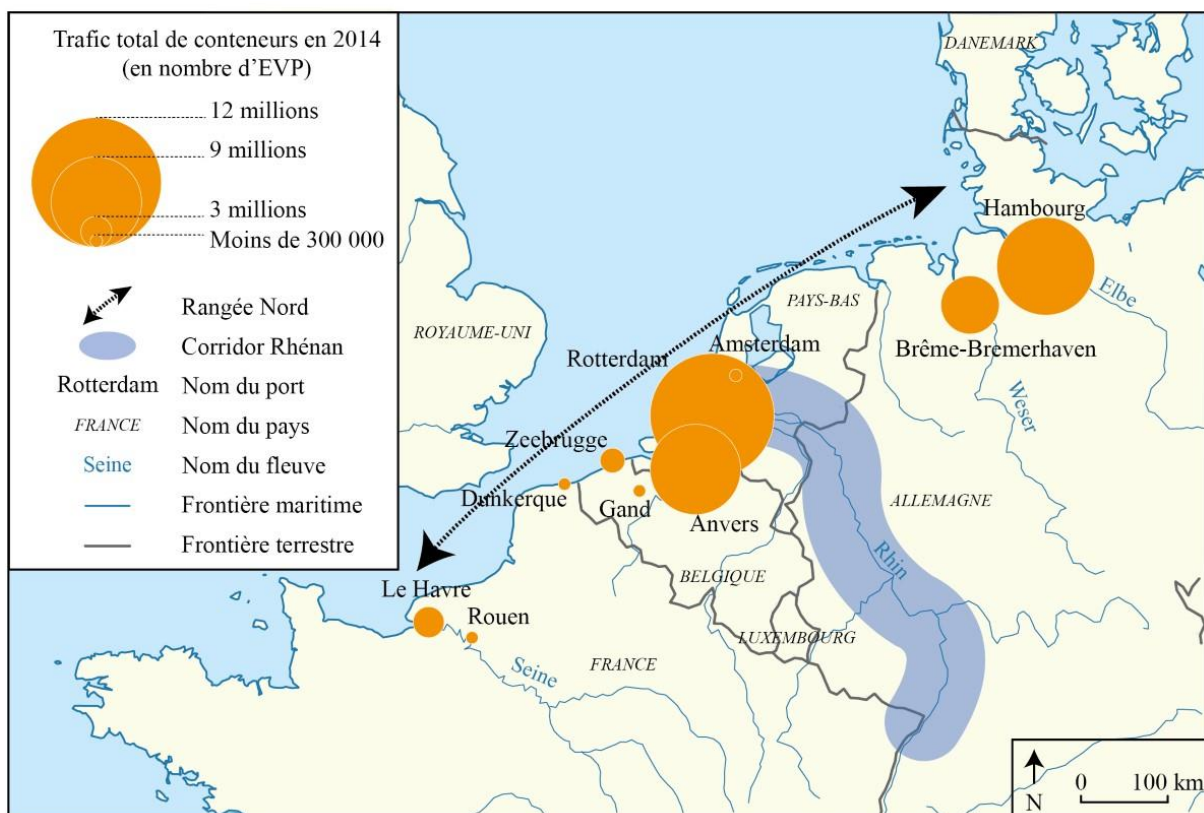 Trafic total de conteneurs en 2014
(en nombre d'EVP)
12 millions
9 millions
3 millions
Moins de 300 000
Rangée Nord
Corridor Rhénan
Rotterdam Nom du port
FRANCE Nom du pays
Seine Nom du fleuve
Frontière maritime
Frontière terrestre
DANEMARK
Hambourg
Elbe
PAYS-BAS
ROYAUME-UNI
Amsterdam
Rotterdam
Brême-Bremerhaven
Weser
Zeebrugge
Dunkerque
Gand
Anvers
ALLEMAGNE
Rhin
BELGIQUE
Le Havre
Rouen
LUXEMBOURG
FRANCE
Seine
N
0 100 km